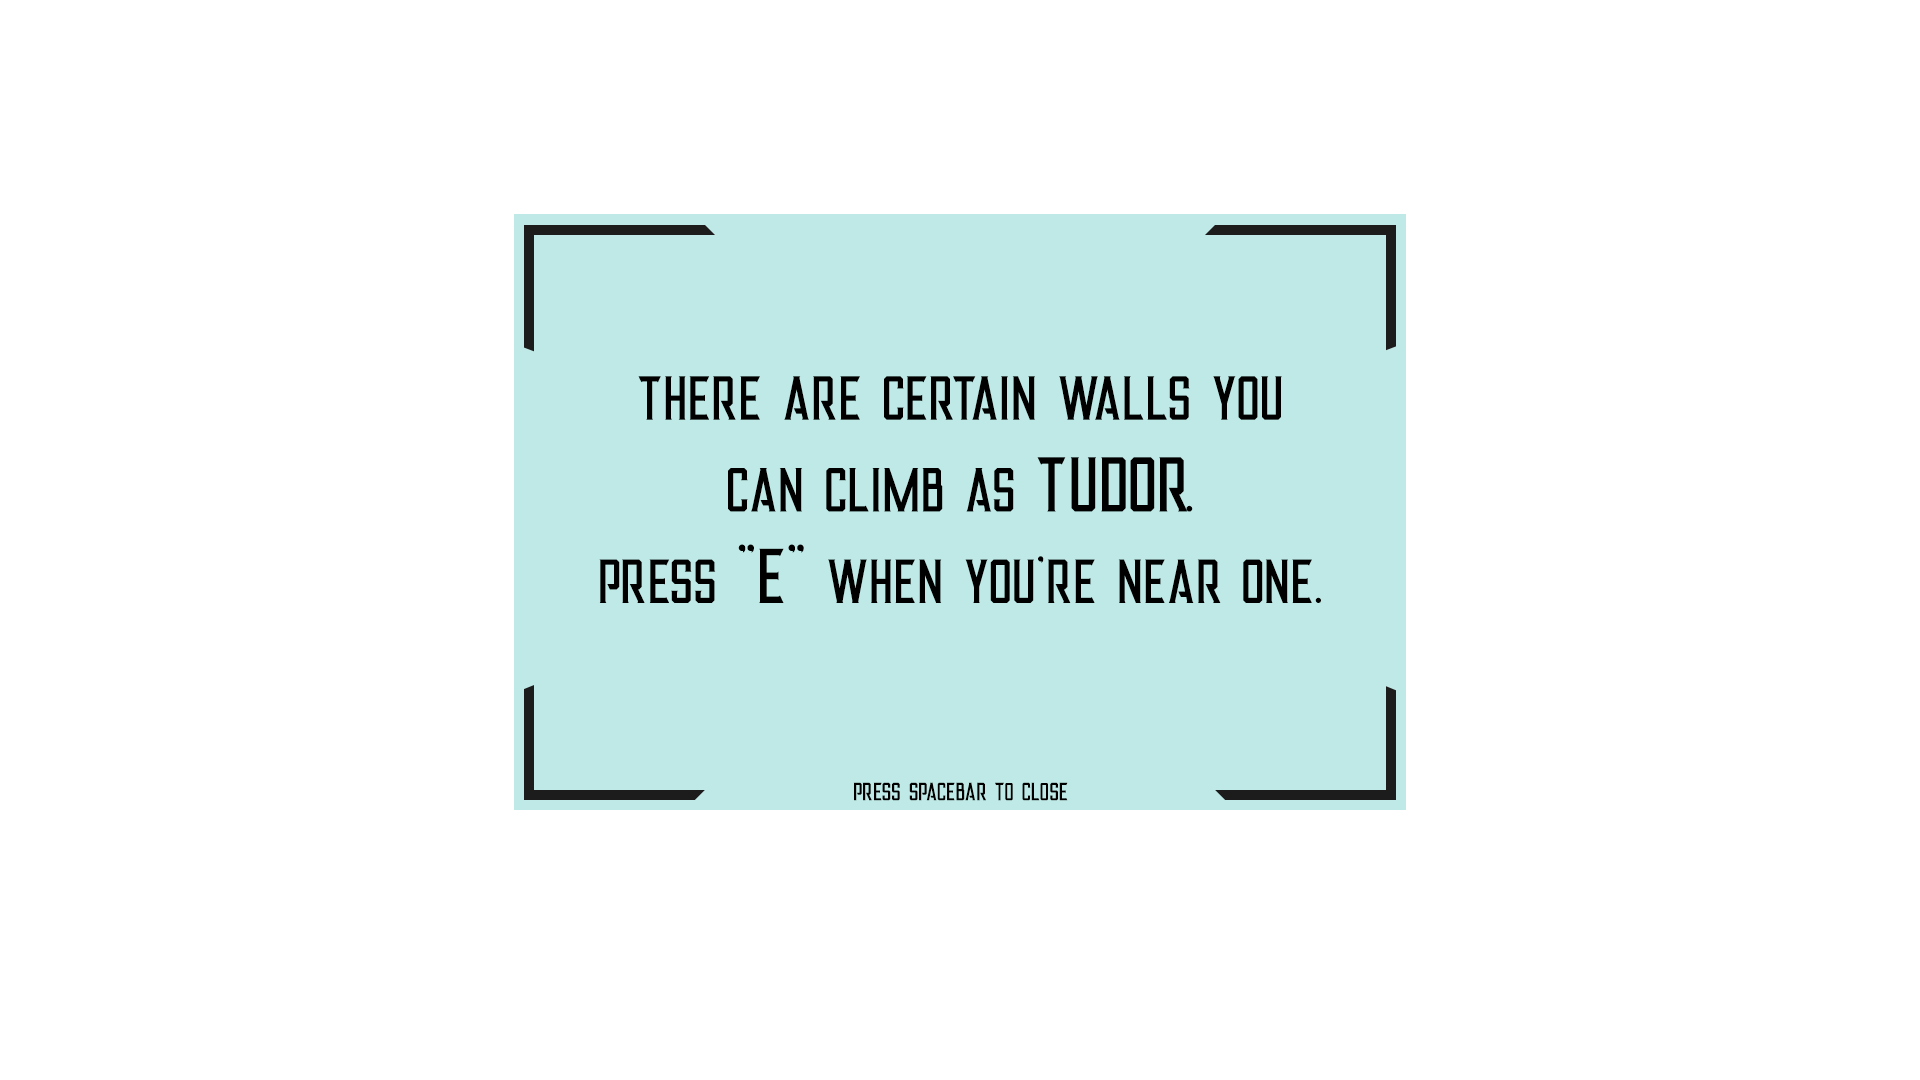 THERE ARE CERTAIN WALLS YOU
CAN CLIMB AS TUDOR.
PRESS "E" WHEN YOU'RE NEAR ONE.
PRESS SPACEBAR TO CLOSE